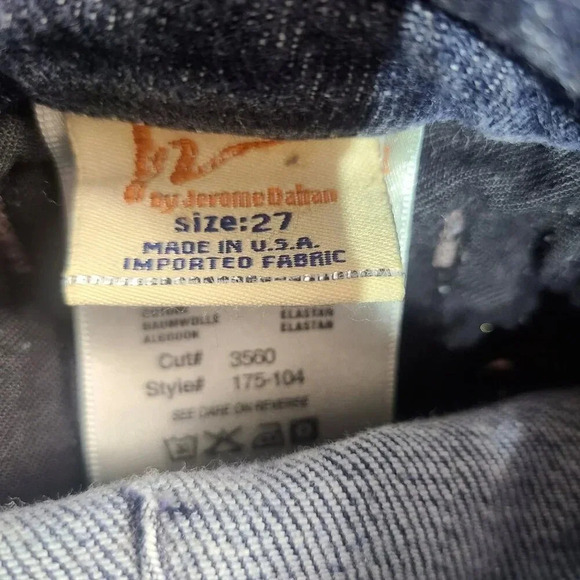 by Jerome Dahan
size:27
MADE IN U.S.A.
IMPORTED FABRIC
ELASTAN
BAUMWOLLE ELASTAN
ALGODON
Cut# 3560
Style# 175-104
SEE CARE ON REVERSE